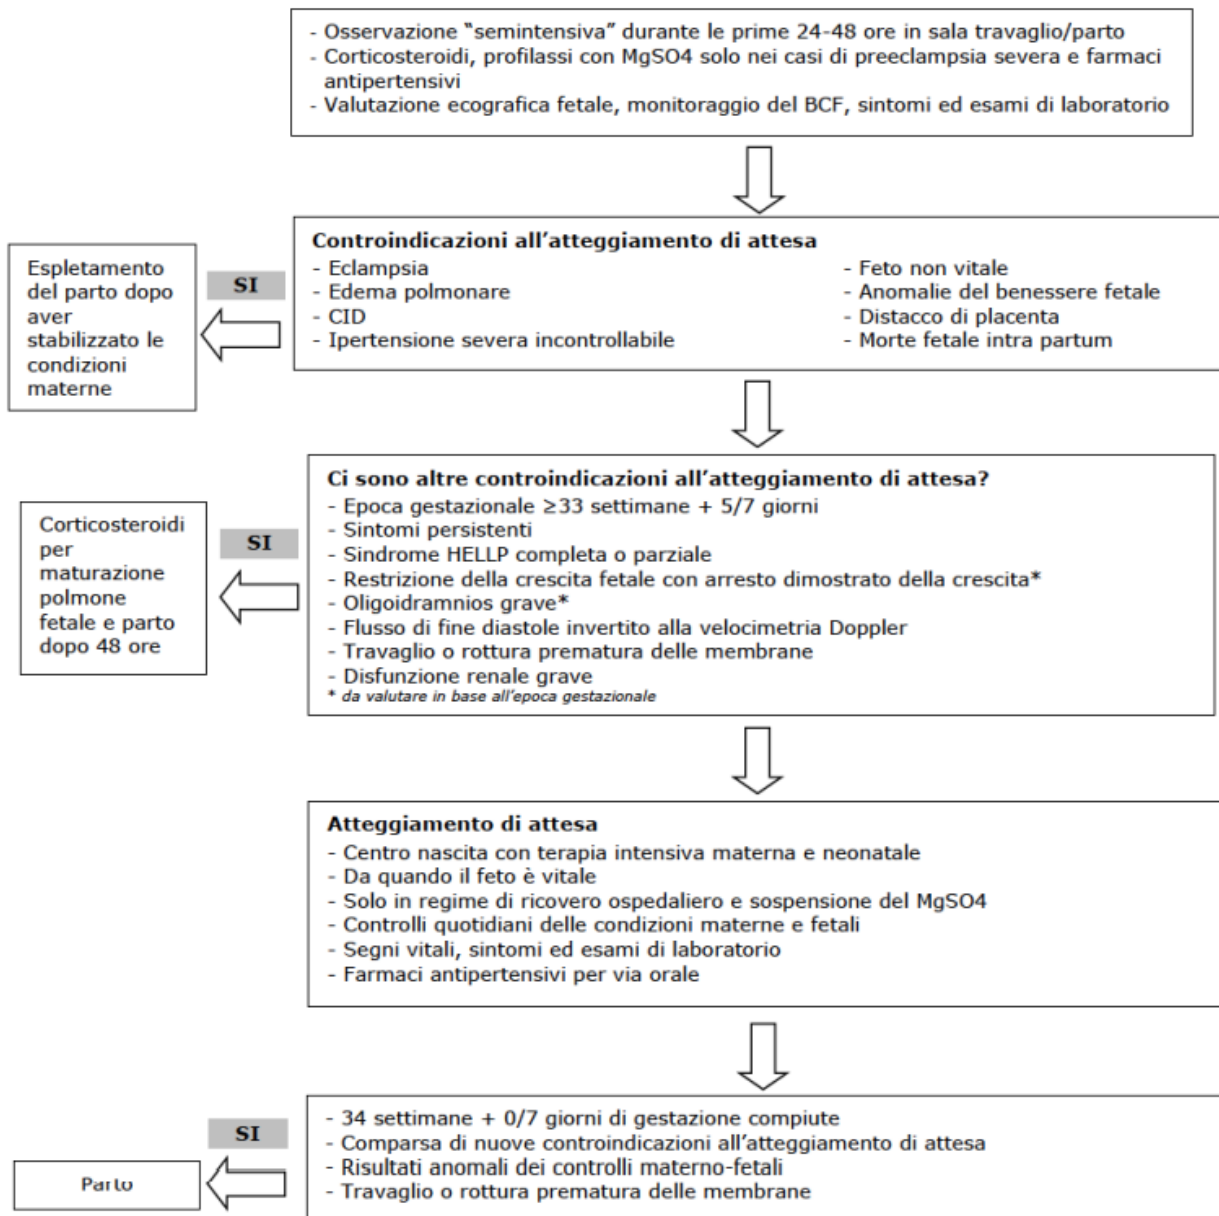 - Osservazione "semintensiva" durante le prime 24-48 ore in sala travaglio/parto
- Corticosteroidi, profilassi con MgSO4 solo nei casi di preeclampsia severa e farmaci
antipertensivi
- Valutazione ecografica fetale, monitoraggio del BCF, sintomi ed esami di laboratorio
Controindicazioni all'atteggiamento di attesa
- Eclampsia
- Edema polmonare
- CID
- Ipertensione severa incontrollabile
- Feto non vitale
- Anomalie del benessere fetale
- Distacco di placenta
- Morte fetale intra partum
SI
Espletamento
del parto dopo
aver
stabilizzato le
condizioni
materne
Ci sono altre controindicazioni all'atteggiamento di attesa?
- Epoca gestazionale ≥33 settimane + 5/7 giorni
- Sintomi persistenti
- Sindrome HELLP completa o parziale
- Restrizione della crescita fetale con arresto dimostrato della crescita*
- Oligoidramnios grave*
- Flusso di fine diastole invertito alla velocimetria Doppler
- Travaglio o rottura prematura delle membrane
- Disfunzione renale grave
* da valutare in base all'epoca gestazionale
SI
Corticosteroidi
per
maturazione
polmone
fetale e parto
dopo 48 ore
Atteggiamento di attesa
- Centro nascita con terapia intensiva materna e neonatale
- Da quando il feto è vitale
- Solo in regime di ricovero ospedaliero e sospensione del MgSO4
- Controlli quotidiani delle condizioni materne e fetali
- Segni vitali, sintomi ed esami di laboratorio
- Farmaci antipertensivi per via orale
- 34 settimane + 0/7 giorni di gestazione compiute
- Comparsa di nuove controindicazioni all'atteggiamento di attesa
- Risultati anomali dei controlli materno-fetali
- Travaglio o rottura prematura delle membrane
SI
Parto